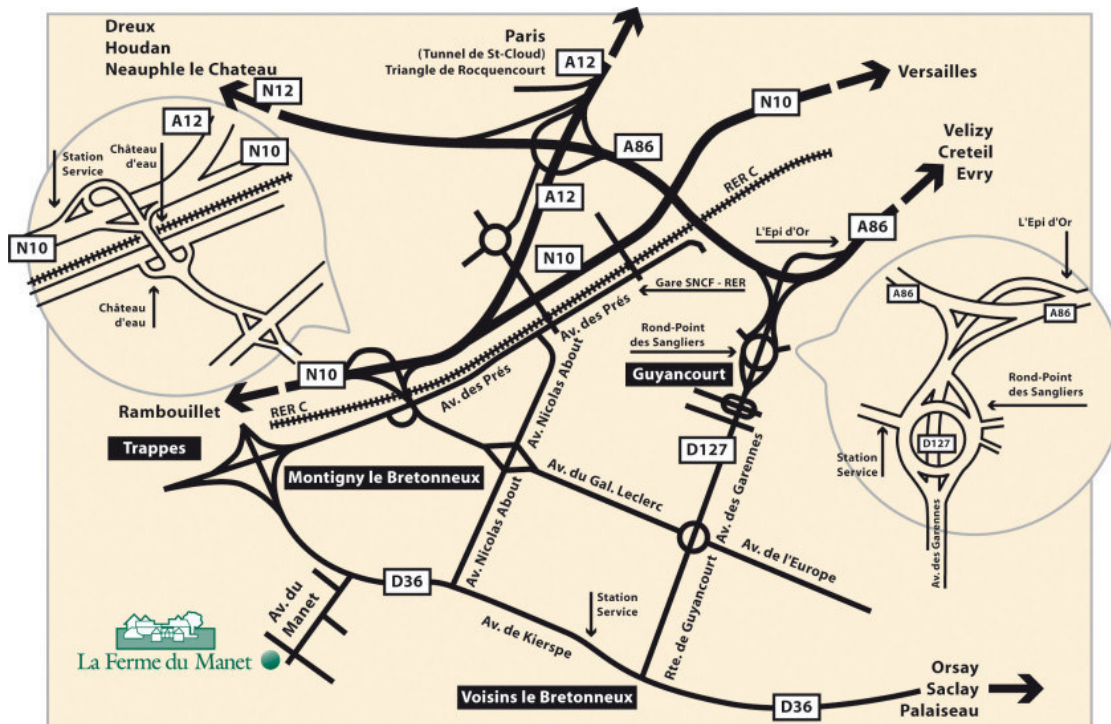 Dreux
Houdan
Neauphle le Chateau
Paris
(Tunnel de St-Cloud)
Triangle de Rocquencourt
A12
N12
N10
Versailles
A12
Station
Service
Château
d'eau
N10
A86
Velizy
Creteil
Evry
RER C
A12
N10
L'Epi d'Or
A86
L'Epi d'Or
N10
Gare SNCF - RER
A86
A86
Château
d'eau
Av. des Prés
Rond-Point
des Sangliers
N10
Guyancourt
Rond-Point
des Sangliers
Rambouillet
RER C
Av. des Prés
Av. Nicolas About
Trappes
D127
D127
Station
Service
Montigny le Bretonneux
Av. du Gal. Leclerc
Av. des Garennes
Av. des Garennes
Av. Nicolas About
Av. de l'Europe
D36
Av. du
Manet
Station
Service
Av. de Kierspe
Rte. de Guyancourt
La Ferme du Manet
Voisins le Bretonneux
D36
Orsay
Saclay
Palaiseau